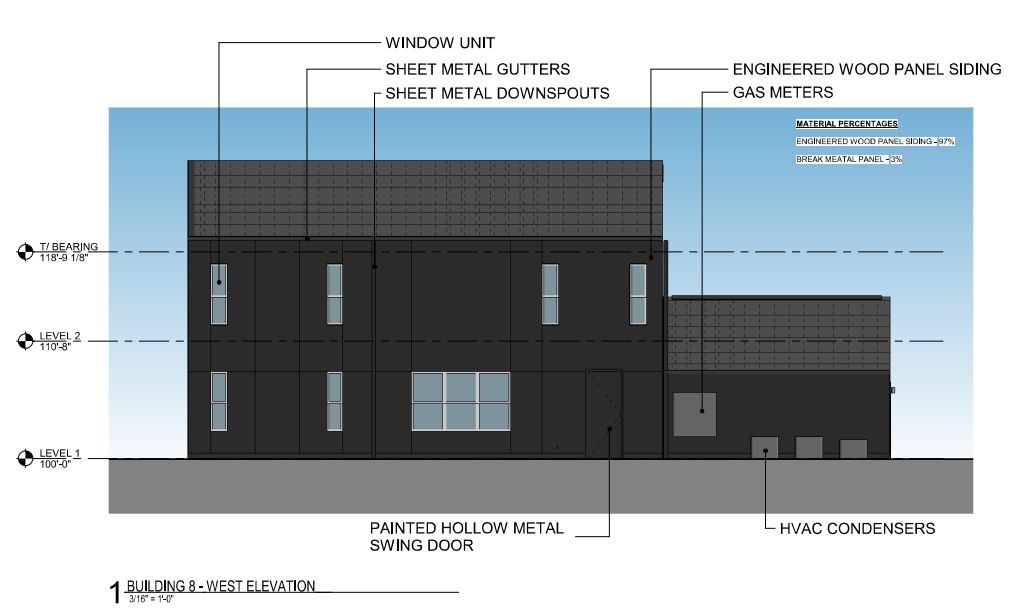 WINDOW UNIT
SHEET METAL GUTTERS
SHEET METAL DOWNSPOUTS
ENGINEERED WOOD PANEL SIDING
GAS METERS
MATERIAL PERCENTAGES
ENGINEERED WOOD PANEL SIDING - 97%
BREAK MEATAL PANEL - 3%
T/ BEARING
118'-9 1/8"
LEVEL 2
110'-8"
LEVEL 1
100'-0"
PAINTED HOLLOW METAL
SWING DOOR
HVAC CONDENSERS
1 BUILDING 8 - WEST ELEVATION
3/16" = 1'-0"